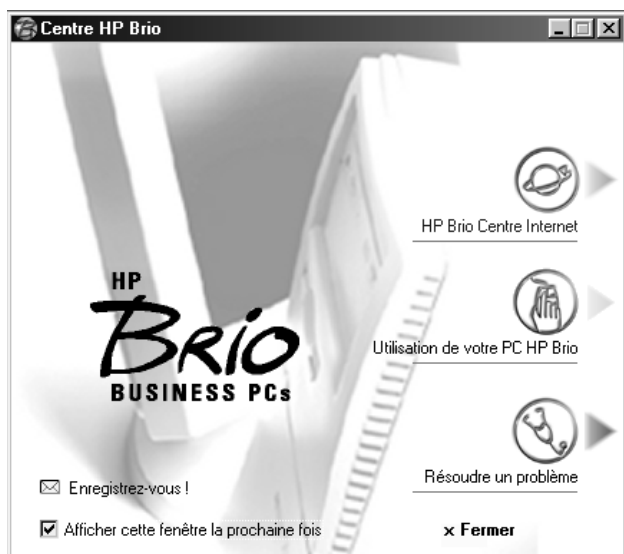 Centre HP Brio
HP Brio Centre Internet
HP
BRIO
BUSINESS PCs
Utilisation de votre PC HP Brio
Résoudre un problème
Enregistrez-vous !
Afficher cette fenêtre la prochaine fois
x Fermer